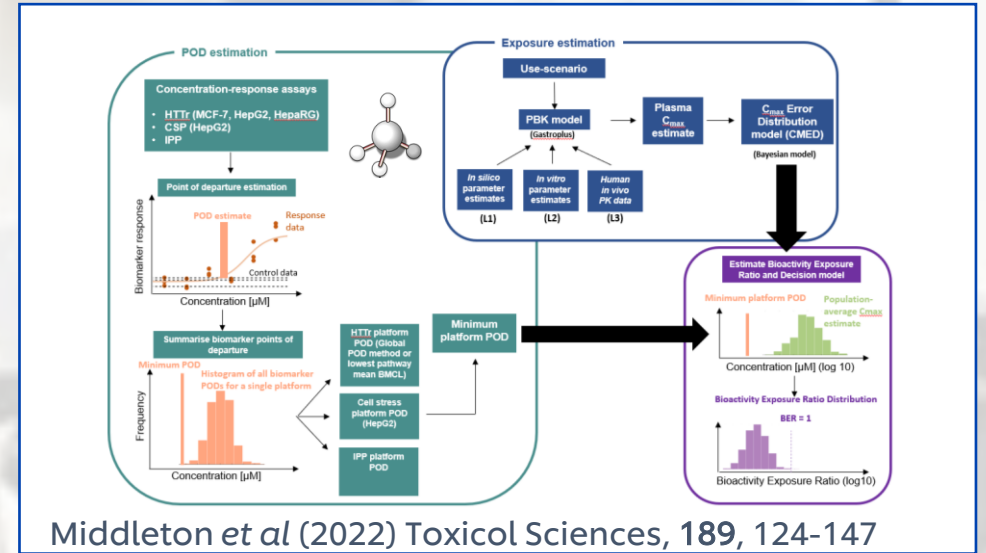 POD estimation
Concentration-response assays
• HTTr (MCF-7, HepG2, HepaRG)
• CSP (HepG2)
• IPP
Point of departure estimation
POD estimate
Response
data
Control data
Biomarker response
Concentration [µM]
Summarise biomarker points of
departure
Minimum POD
Histogram of all biomarker
PODs for a single platform
Frequency
Concentration [µM]
HTTr platform
POD (Global
POD method or
lowest pathway
mean BMCL)
Cell stress
platform POD
(HepG2)
IPP platform
POD
Minimum
platform POD
Exposure estimation
Use-scenario
PBK model
(Gastroplus)
In silico
parameter
estimates
(L1)
In vitro
parameter
estimates
(L2)
Human
in vivo
PK data
(L3)
Plasma
Cmax
estimate
Cmax Error
Distribution
model (CMED)
(Bayesian model)
Estimate Bioactivity Exposure
Ratio and Decision model
Minimum platform POD
Population-
average Cmax
estimate
Concentration [µM] (log 10)
Bioactivity Exposure Ratio Distribution
BER = 1
Bioactivity Exposure Ratio (log10)
Middleton et al (2022) Toxicol Sciences, 189, 124-147